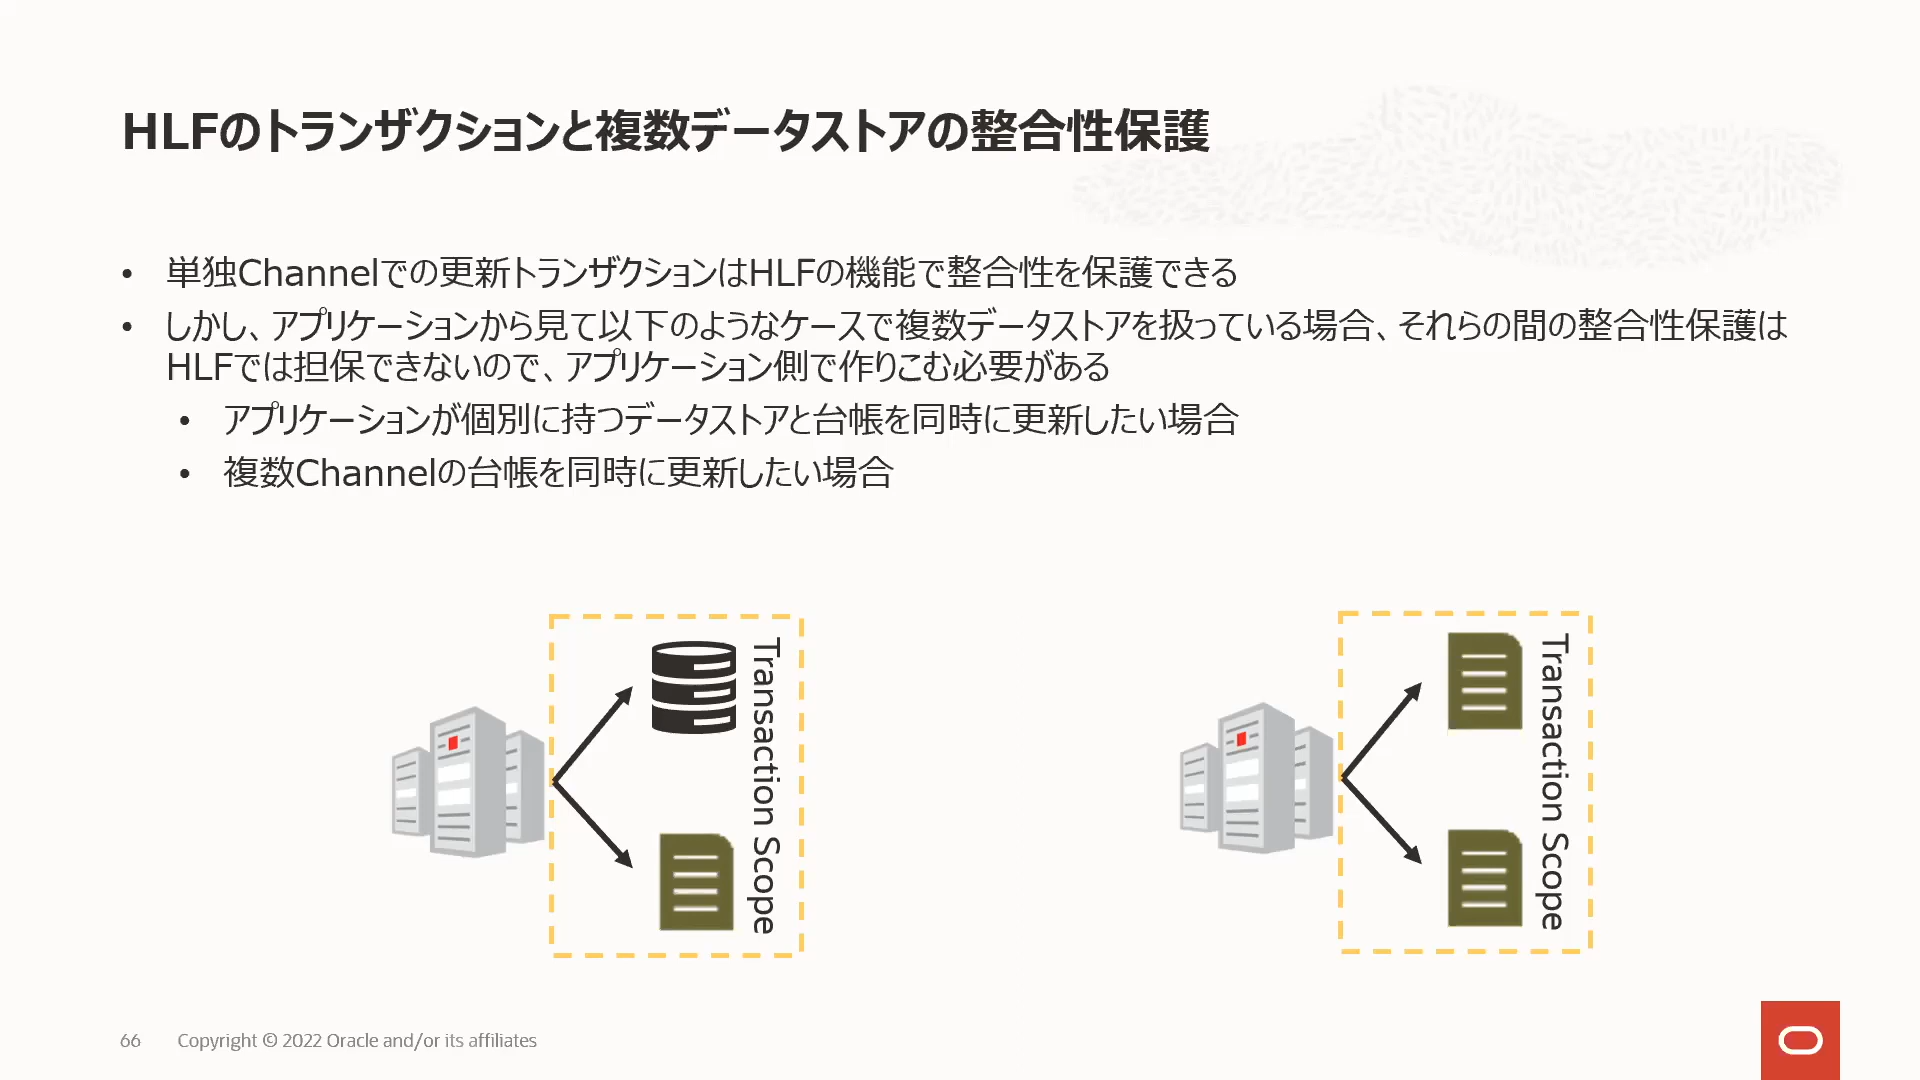 HLFのトランザクションと複数データストアの整合性保護
• 単独Channelでの更新トランザクションはHLFの機能で整合性を保護できる
• しかし、アプリケーションから見て以下のようなケースで複数データストアを扱っている場合、それらの間の整合性保護は
HLFでは担保できないので、アプリケーション側で作りこむ必要がある
• アプリケーションが個別に持つデータストアと台帳を同時に更新したい場合
• 複数Channelの台帳を同時に更新したい場合
Transaction Scope
Transaction Scope
66 Copyright © 2022 Oracle and/or its affiliates